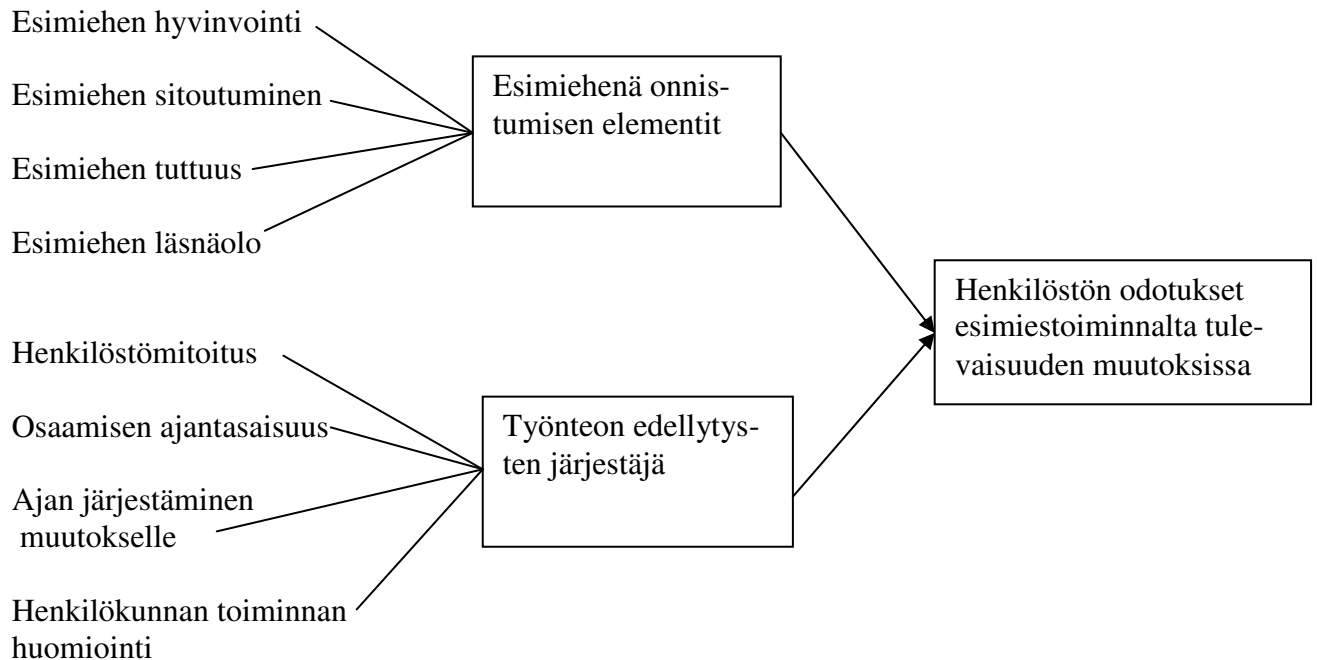 Esimiehen hyvinvointi
Esimiehen sitoutuminen
Esimiehen tuttuus
Esimiehen läsnäolo
Esimiehenä onnis-
tumisen elementit
Henkilöstömitoitus
Osaamisen ajantasaisuus
Ajan järjestäminen
muutokselle
Henkilökunnan toiminnan
huomiointi
Työnteon edellytys-
ten järjestäjä
Henkilöstön odotukset
esimiestoiminnalta tule-
vaisuuden muutoksissa